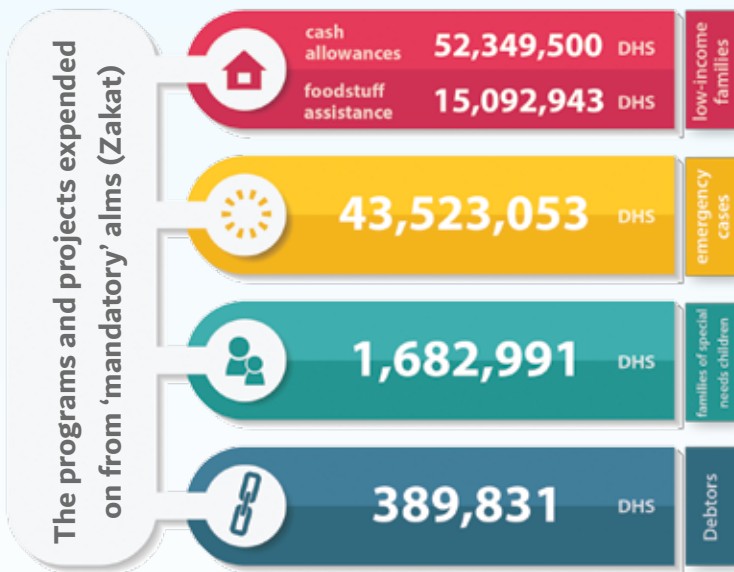 The programs and projects expended
on from ‘mandatory’ alms (Zakat)
cash
allowances
52,349,500 DHS
foodstuff
assistance
15,092,943 DHS
low-income
families
43,523,053 DHS
emergency
cases
1,682,991 DHS
families of special
needs children
389,831 DHS
Debtors